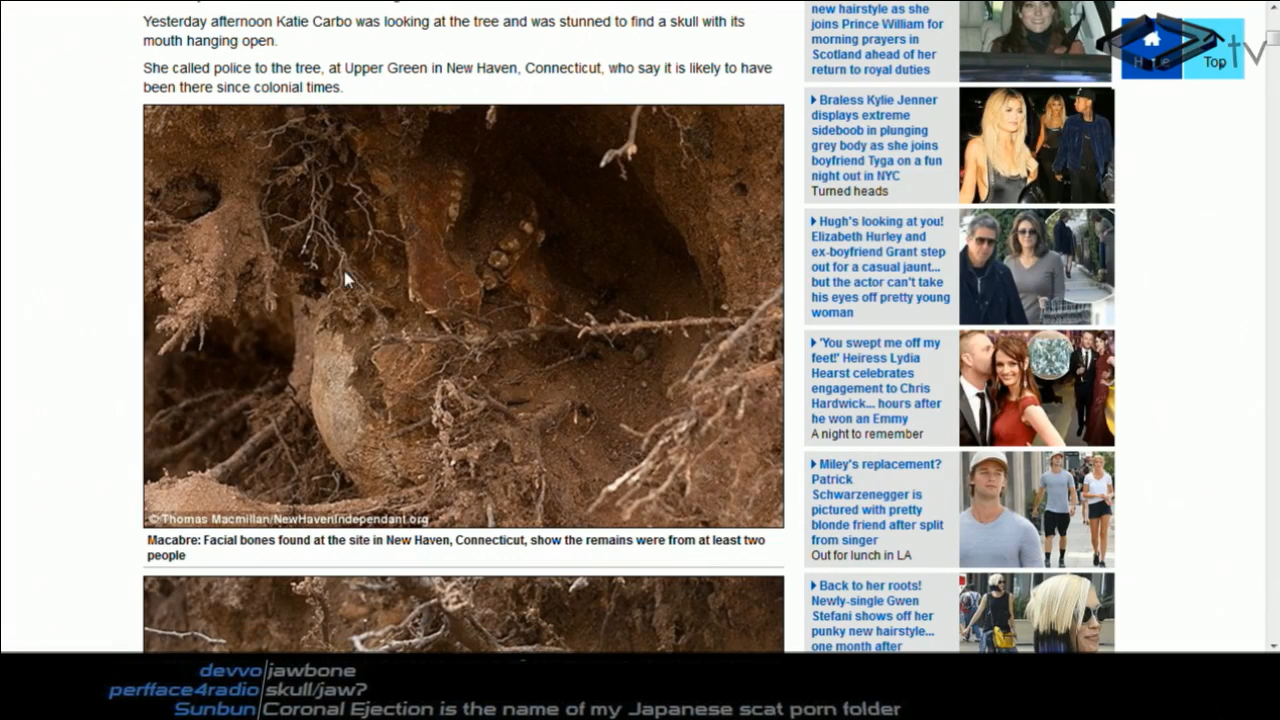 Yesterday afternoon Katie Carbo was looking at the tree and was stunned to find a skull with its
mouth hanging open.
She called police to the tree, at Upper Green in New Haven, Connecticut, who say it is likely to have
been there since colonial times.
© Thomas Macmillan/NewHavenIndependant.org
Macabre: Facial bones found at the site in New Haven, Connecticut, show the remains were from at least two
people
new hairstyle as she
joins Prince William for
morning prayers in
Scotland ahead of her
return to royal duties
Braless Kylie Jenner
displays extreme
sideboob in plunging
grey body as she joins
boyfriend Tyga on a fun
night out in NYC
Turned heads
Hugh's looking at you!
Elizabeth Hurley and
ex-boyfriend Grant step
out for a casual jaunt...
but the actor can't take
his eyes off pretty young
woman
'You swept me off my
feet!' Heiress Lydia
Hearst celebrates
engagement to Chris
Hardwick... hours after
he won an Emmy
A night to remember
Miley's replacement?
Patrick
Schwarzenegger is
pictured with pretty
blonde friend after split
from singer
Out for lunch in LA
Back to her roots!
Newly-single Gwen
Stefani shows off her
punky new hairstyle...
one month after
Top
tv
devvo jawbone
perfface4radio skull/jaw?
Sunbun Coronal Ejection is the name of my Japanese scat porn folder